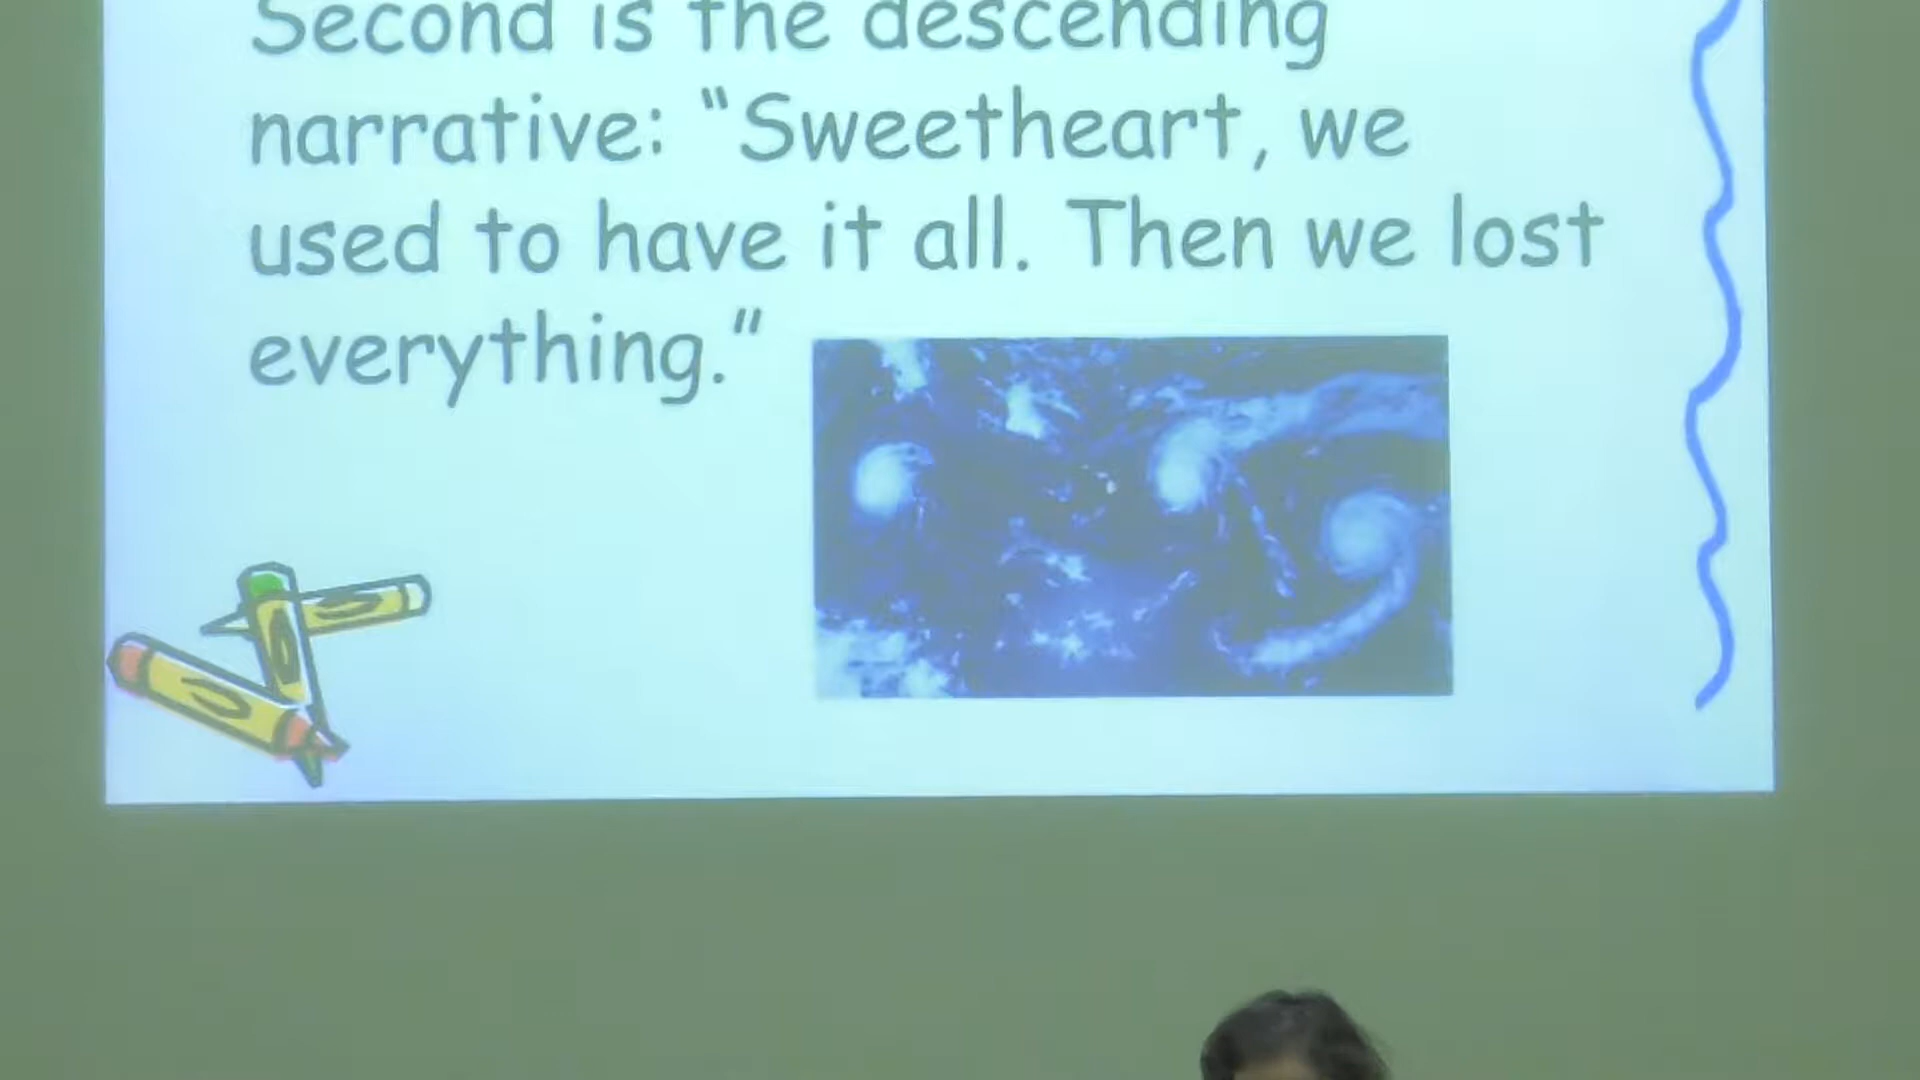 Second is the descending
narrative: “Sweetheart, we
used to have it all. Then we lost
everything.”